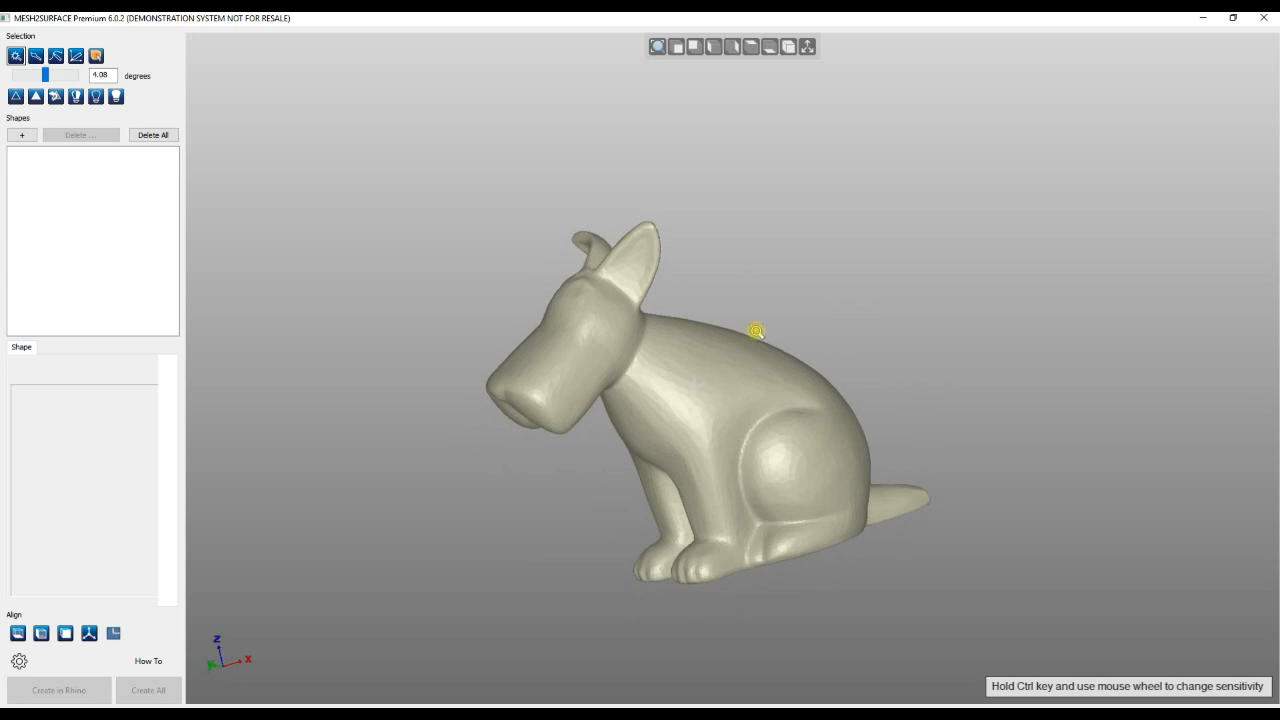 MESH2SURFACE Premium 6.0.2 (DEMONSTRATION SYSTEM NOT FOR RESALE)
Selection
4.08 degrees
Shapes
+ Delete ... Delete All
Shape
Align
How To
Create in Rhino Create All
z
y x
Hold Ctrl key and use mouse wheel to change sensitivity